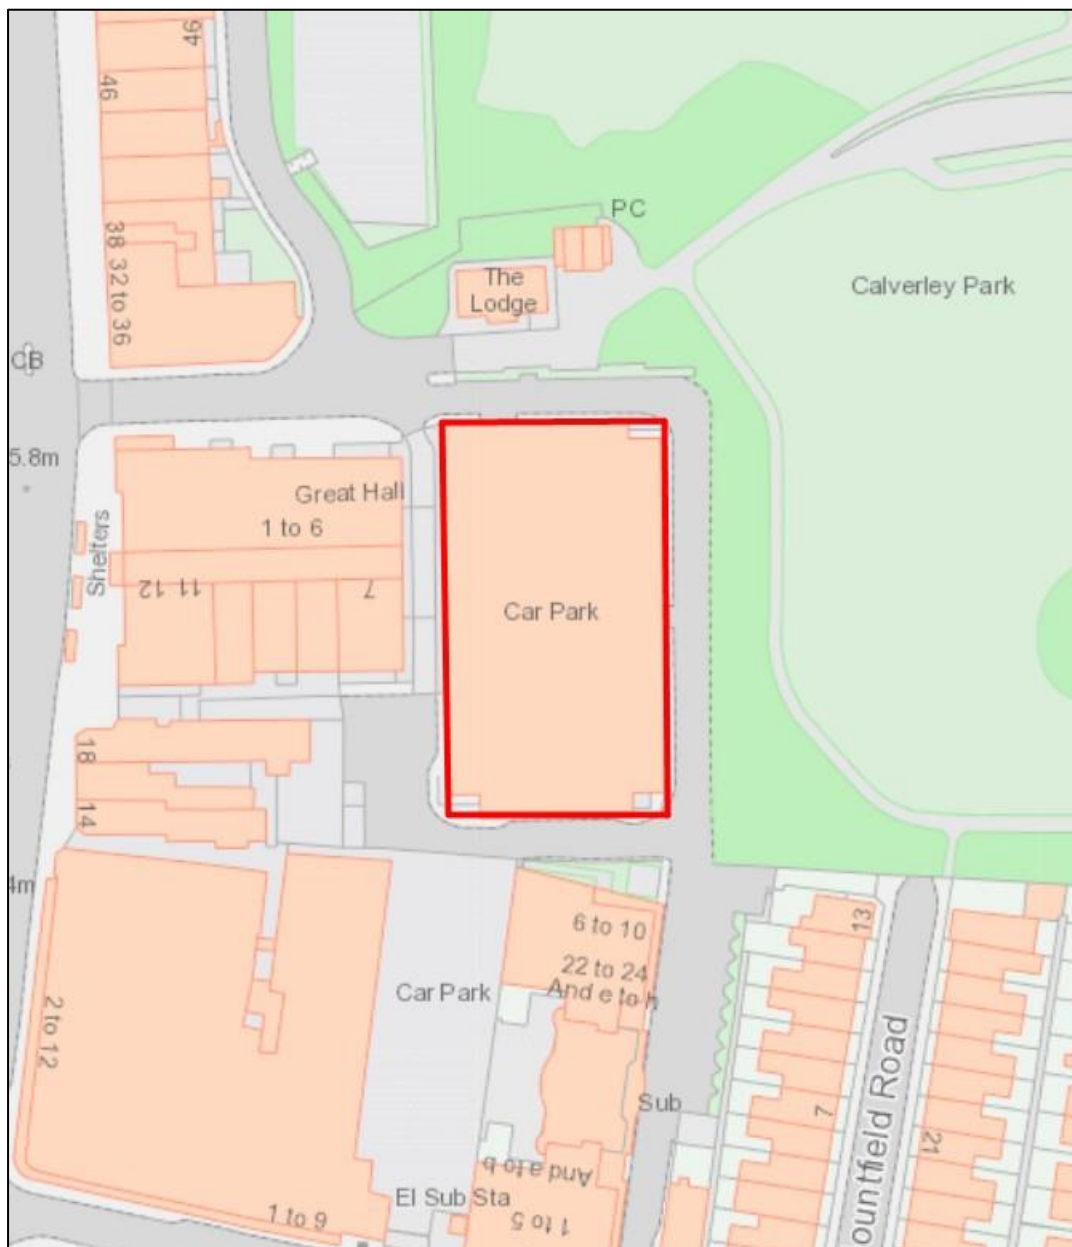 46
46
PC
The
Lodge
Calverley Park
38
32 to 36
CB
5.8m
Great Hall
1 to 6
Shelters
11 12
7
Car Park
18
14
4m
6 to 10
13
22 to 24
And e to h
Car Park
2 to 12
ountfield Road
Sub
7
21
And a to b
El Sub Sta
1 to 9
1 to 5